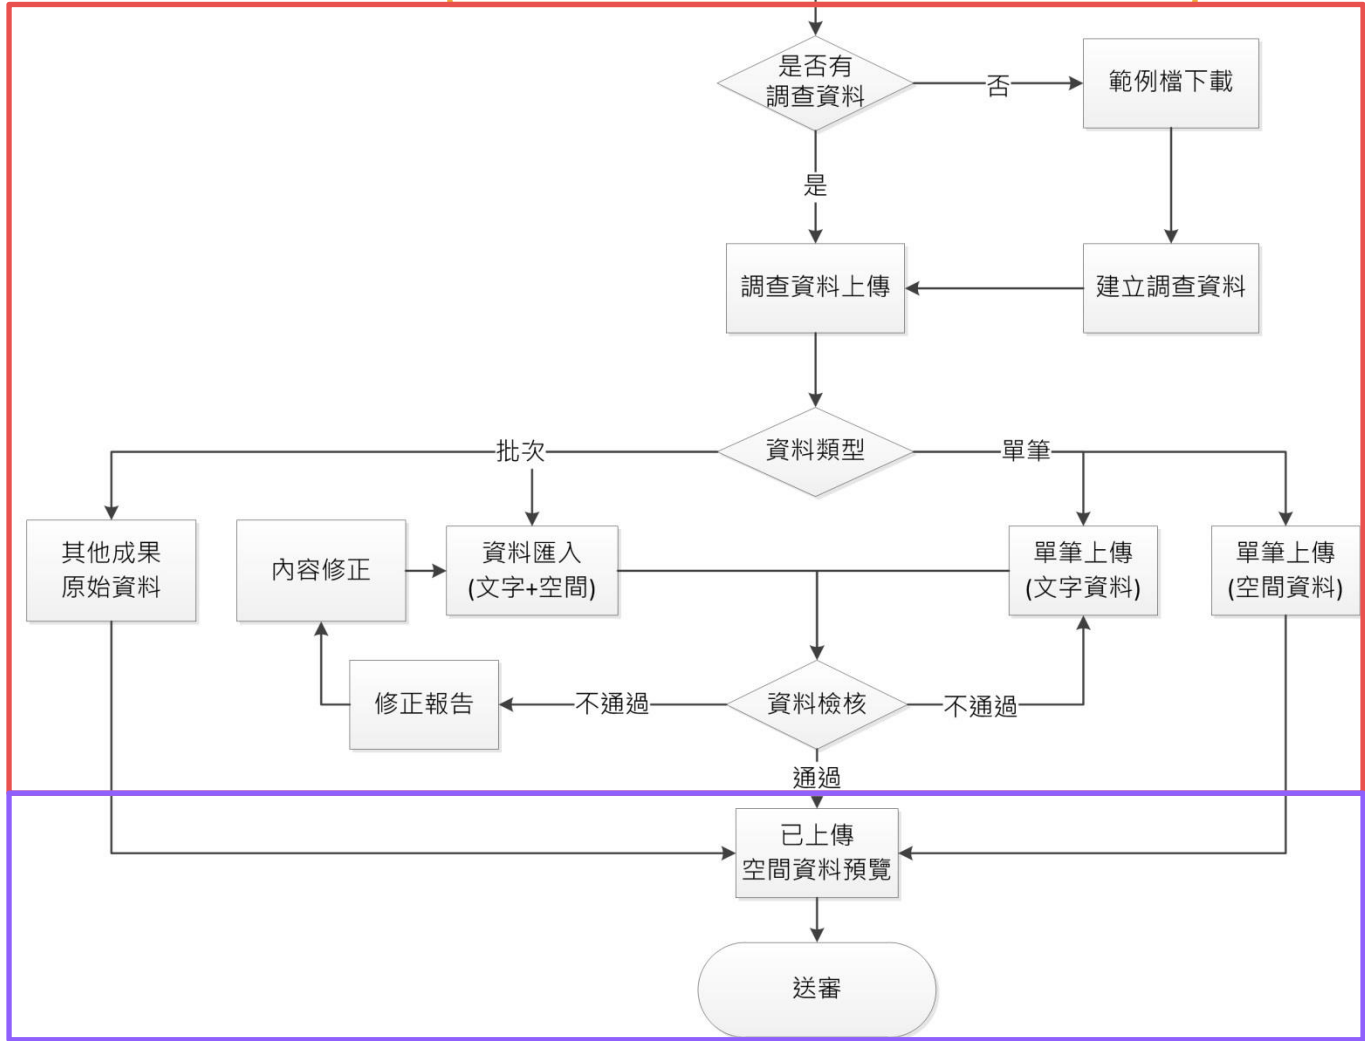 是否有
調查資料
否
範例檔下載
是
調查資料上傳
建立調查資料
資料類型
批次
單筆
其他成果
原始資料
內容修正
資料匯入
(文字+空間)
單筆上傳
(文字資料)
單筆上傳
(空間資料)
修正報告
不通過
資料檢核
不通過
通過
已上傳
空間資料預覽
送審